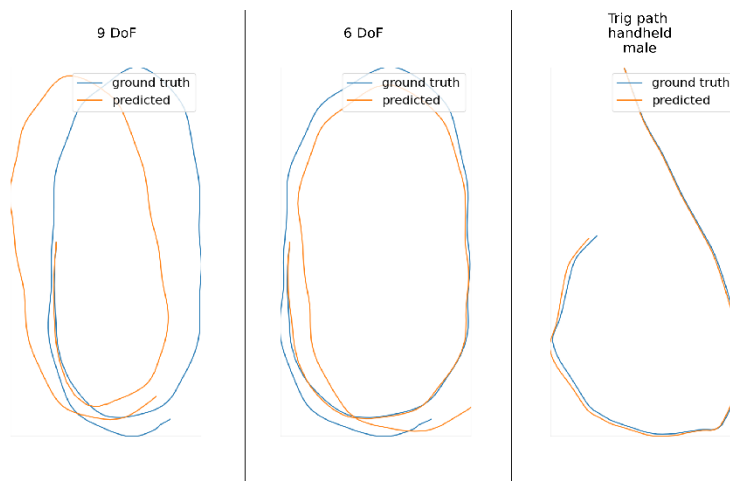 9 DoF
ground truth
predicted
6 DoF
ground truth
predicted
Trig path
handheld
male
ground truth
predicted